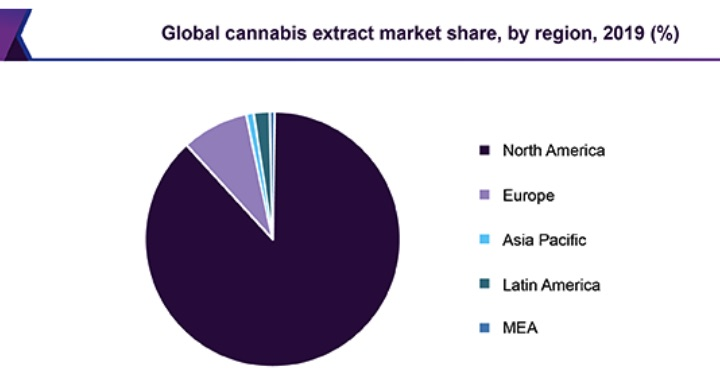 Global cannabis extract market share, by region, 2019 (%)
North America
Europe
Asia Pacific
Latin America
MEA